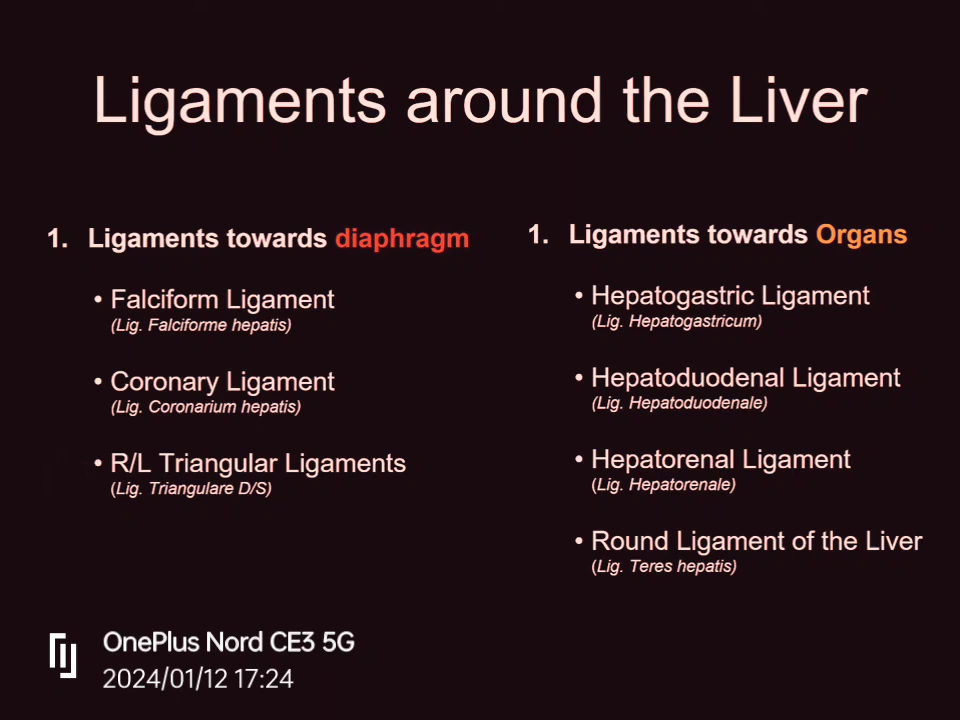 Ligaments around the Liver
1. Ligaments towards diaphragm
• Falciform Ligament
(Lig. Falciforme hepatis)
• Coronary Ligament
(Lig. Coronarium hepatis)
• R/L Triangular Ligaments
(Lig. Triangulare D/S)
1. Ligaments towards Organs
• Hepatogastric Ligament
(Lig. Hepatogastricum)
• Hepatoduodenal Ligament
(Lig. Hepatoduodenale)
• Hepatorenal Ligament
(Lig. Hepatorenale)
• Round Ligament of the Liver
(Lig. Teres hepatis)
OnePlus Nord CE3 5G
2024/01/12 17:24